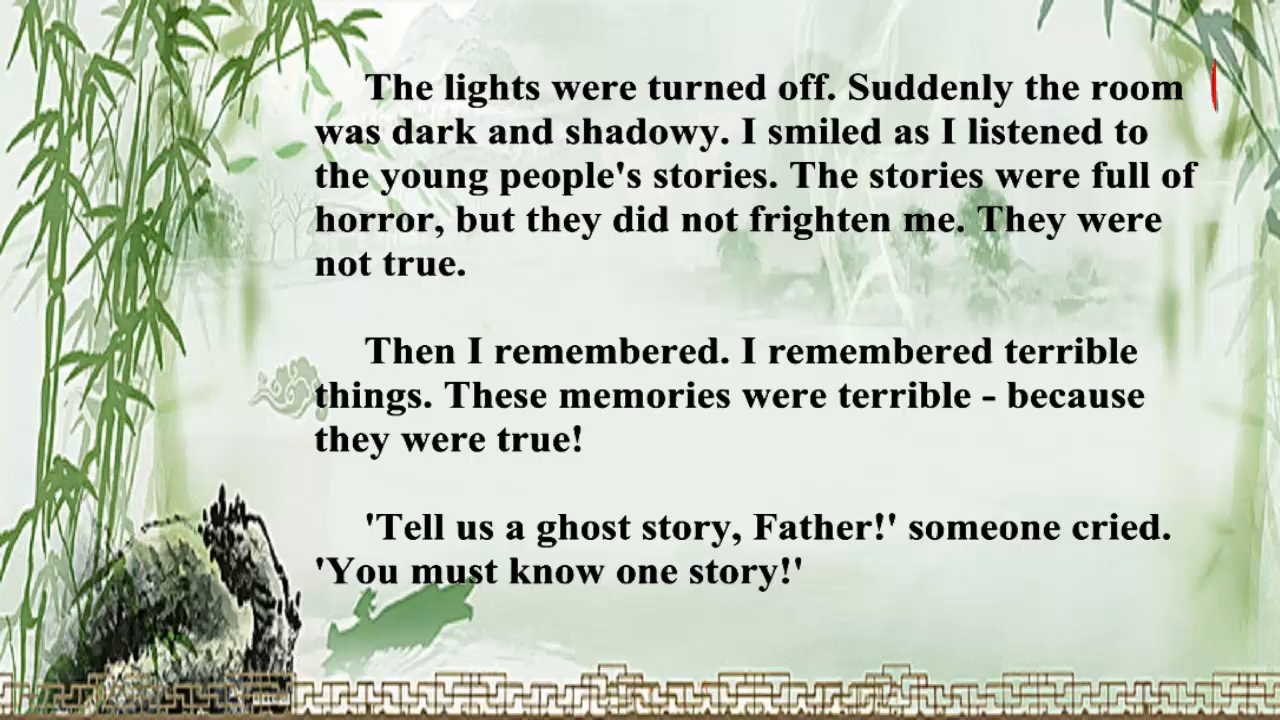 The lights were turned off. Suddenly the room
was dark and shadowy. I smiled as I listened to
the young people's stories. The stories were full of
horror, but they did not frighten me. They were
not true.
Then I remembered. I remembered terrible
things. These memories were terrible - because
they were true!
'Tell us a ghost story, Father!' someone cried.
'You must know one story!'